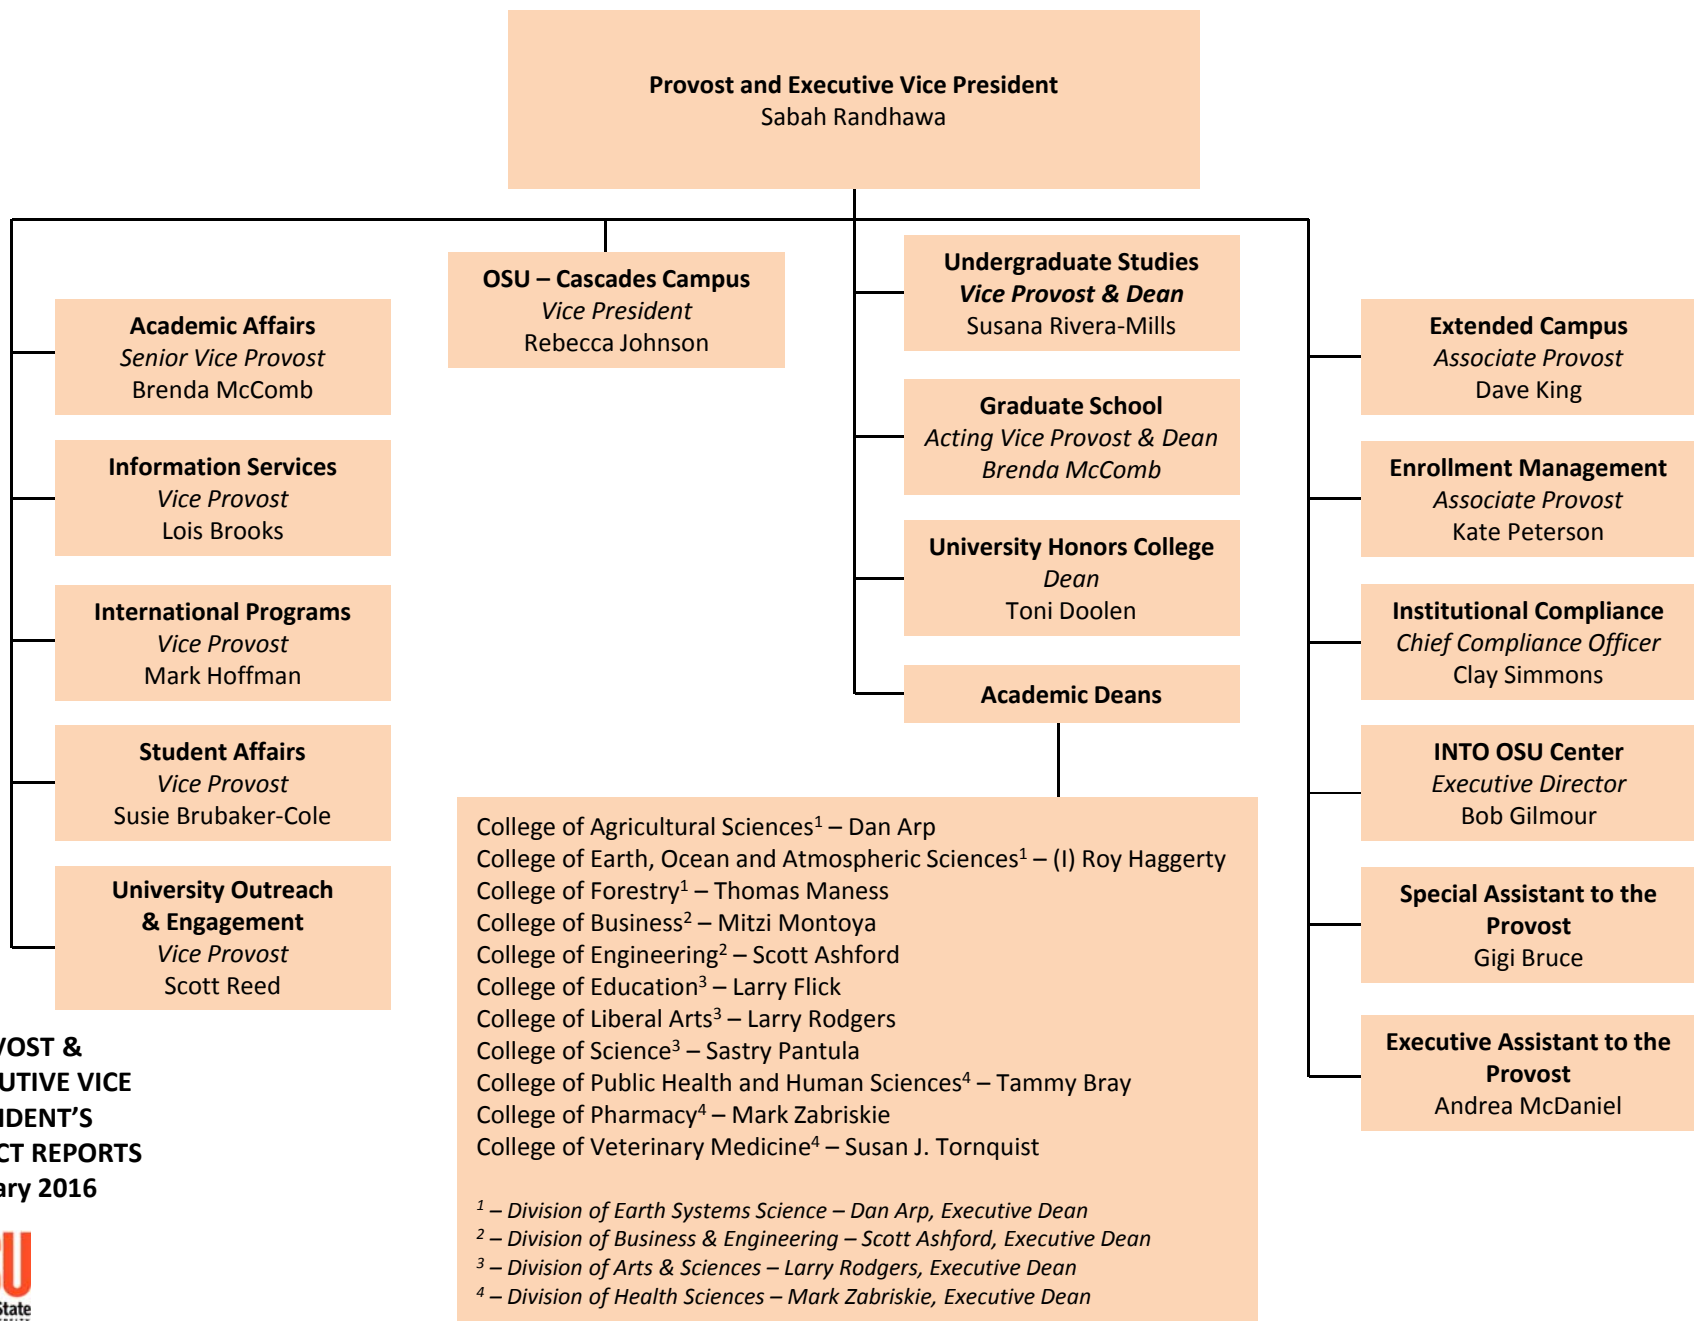 Provost and Executive Vice President
Sabah Randhawa
OSU – Cascades Campus
Vice President
Rebecca Johnson
Academic Affairs
Senior Vice Provost
Brenda McComb
Information Services
Vice Provost
Lois Brooks
International Programs
Vice Provost
Mark Hoffman
Student Affairs
Vice Provost
Susie Brubaker-Cole
University Outreach
& Engagement
Vice Provost
Scott Reed
Undergraduate Studies
Vice Provost & Dean
Susana Rivera-Mills
Graduate School
Acting Vice Provost & Dean
Brenda McComb
University Honors College
Dean
Toni Doolen
Academic Deans
College of Agricultural Sciences¹ – Dan Arp
College of Earth, Ocean and Atmospheric Sciences¹ – (I) Roy Haggerty
College of Forestry¹ – Thomas Maness
College of Business² – Mitzi Montoya
College of Engineering² – Scott Ashford
College of Education³ – Larry Flick
College of Liberal Arts³ – Larry Rodgers
College of Science³ – Sastry Pantula
College of Public Health and Human Sciences⁴ – Tammy Bray
College of Pharmacy⁴ – Mark Zabriskie
College of Veterinary Medicine⁴ – Susan J. Tornquist
¹ – Division of Earth Systems Science – Dan Arp, Executive Dean
² – Division of Business & Engineering – Scott Ashford, Executive Dean
³ – Division of Arts & Sciences – Larry Rodgers, Executive Dean
⁴ – Division of Health Sciences – Mark Zabriskie, Executive Dean
Extended Campus
Associate Provost
Dave King
Enrollment Management
Associate Provost
Kate Peterson
Institutional Compliance
Chief Compliance Officer
Clay Simmons
INTO OSU Center
Executive Director
Bob Gilmour
Special Assistant to the
Provost
Gigi Bruce
Executive Assistant to the
Provost
Andrea McDaniel
VOST &
UTIVE VICE
IDENT'S
CT REPORTS
ary 2016
U
State